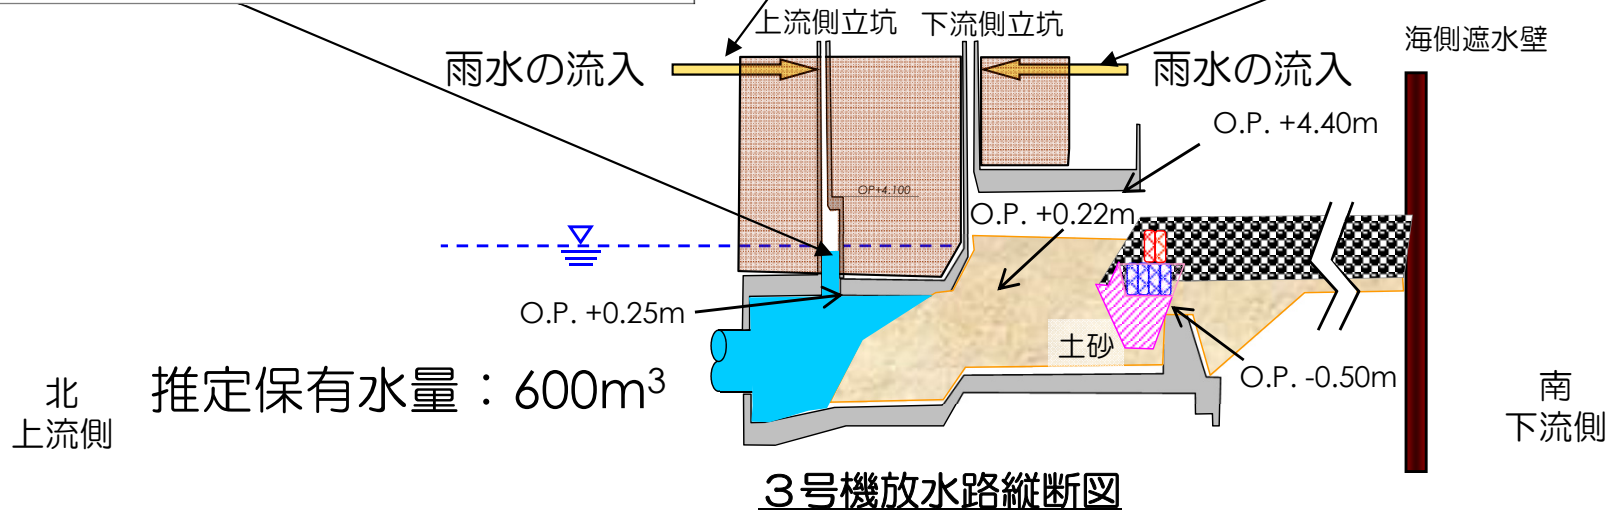 上流側立坑 下流側立坑
海側遮水壁
雨水の流入
雨水の流入
O.P. +4.40m
OP+4.100
O.P. +0.22m
O.P. +0.25m
土砂
O.P. -0.50m
推定保有水量：600m³
北
上流側
南
下流側
３号機放水路縦断図